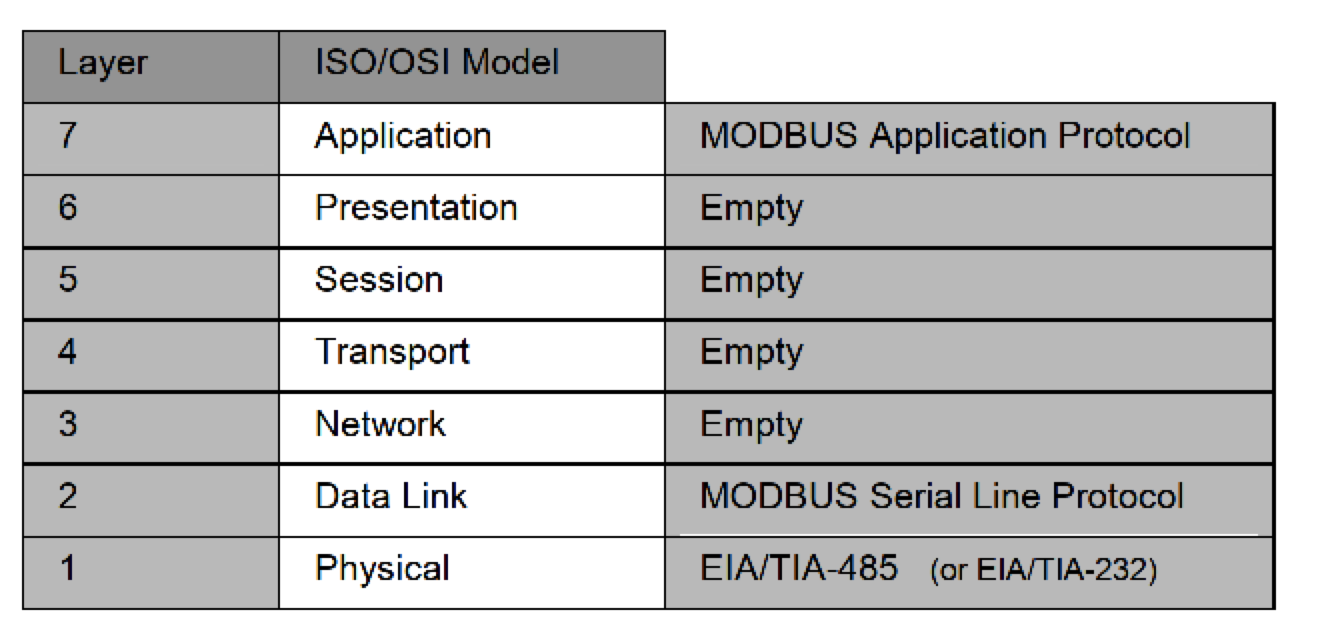 Layer ISO/OSI Model
7 Application MODBUS Application Protocol
6 Presentation Empty
5 Session Empty
4 Transport Empty
3 Network Empty
2 Data Link MODBUS Serial Line Protocol
1 Physical EIA/TIA-485 (or EIA/TIA-232)